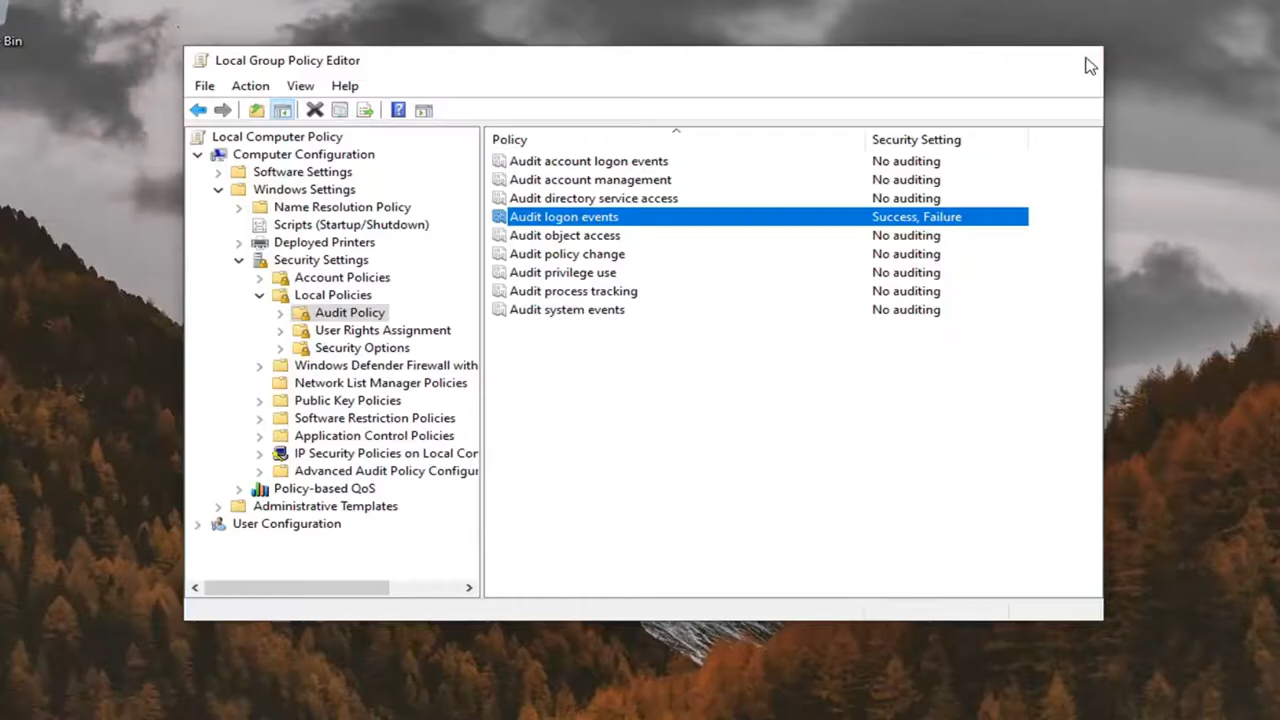 Bin
Local Group Policy Editor
File Action View Help
Local Computer Policy
Computer Configuration
Software Settings
Windows Settings
Name Resolution Policy
Scripts (Startup/Shutdown)
Deployed Printers
Security Settings
Account Policies
Local Policies
Audit Policy
User Rights Assignment
Security Options
Windows Defender Firewall with
Network List Manager Policies
Public Key Policies
Software Restriction Policies
Application Control Policies
IP Security Policies on Local Cor
Advanced Audit Policy Configur
Policy-based QoS
Administrative Templates
User Configuration
Policy Security Setting
Audit account logon events No auditing
Audit account management No auditing
Audit directory service access No auditing
Audit logon events Success, Failure
Audit object access No auditing
Audit policy change No auditing
Audit privilege use No auditing
Audit process tracking No auditing
Audit system events No auditing